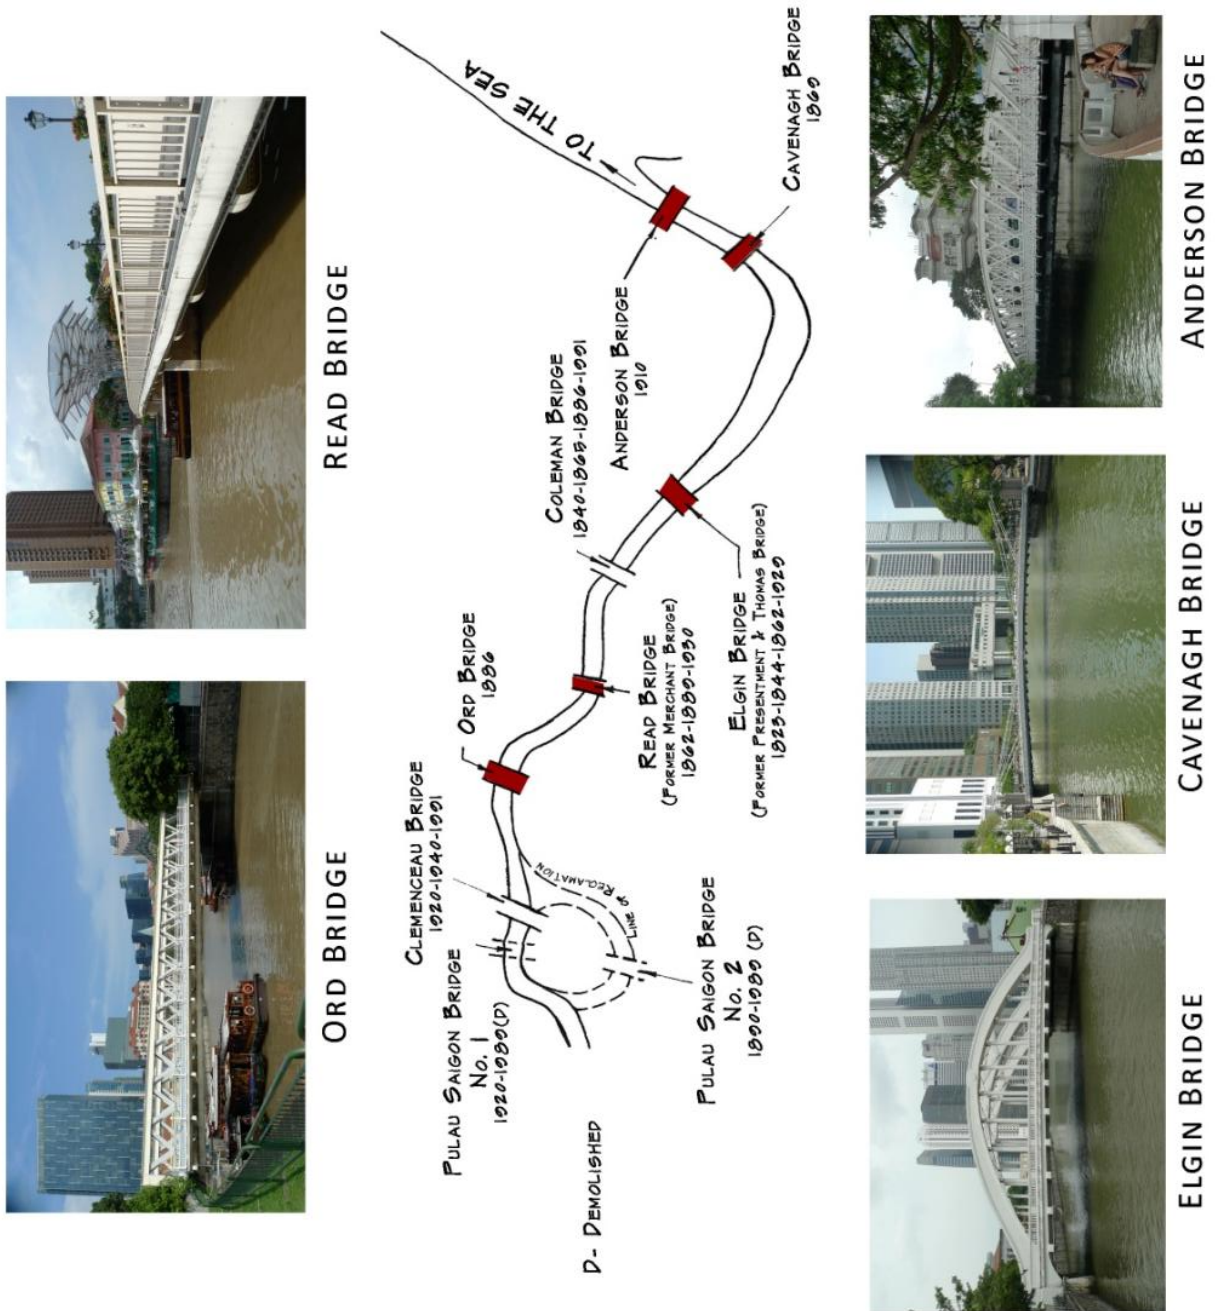 ORD BRIDGE
READ BRIDGE
PULAU SAIGON BRIDGE
NO. 1
1920-1989(D)
CLEMENCEAU BRIDGE
1920-1940-1991
ORD BRIDGE
1886
COLEMAN BRIDGE
1840-1865-1886-1991
ANDERSON BRIDGE
1910
TO THE SEA
CAVENAGH BRIDGE
1869
LINE OF RECLAMATION
READ BRIDGE
(FORMER MERCHANT BRIDGE)
1862-1889-1930
ELGIN BRIDGE
(FORMER PRESENTMENT & THOMAS BRIDGE)
1823-1844-1862-1929
PULAU SAIGON BRIDGE
NO. 2
1890-1989 (D)
D- DEMOLISHED
ELGIN BRIDGE
CAVENAGH BRIDGE
ANDERSON BRIDGE